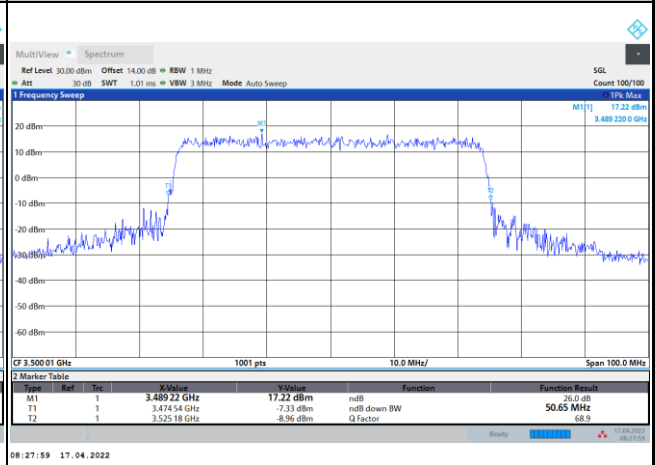 MultiView Spectrum
Ref Level 30.00 dBm Offset 14.00 dB RBW 1 MHz SGL
Att 30 dB SWT 1.01 ms VBW 3 MHz Mode Auto Sweep Count 100/100
1 Frequency Sweep 1Pk Max
M1[1] 17.22 dBm
3.489 220 0 GHz
M1
20 dBm
10 dBm
0 dBm
T1
T2
-10 dBm
-20 dBm
-30 dBm
-40 dBm
-50 dBm
-60 dBm
CF 3.500 01 GHz 1001 pts 10.0 MHz/ Span 100.0 MHz
2 Marker Table
Type Ref Trc X-Value Y-Value Function Function Result
M1 1 3.489 22 GHz 17.22 dBm ndB 26.0 dB
T1 1 3.474 54 GHz -7.33 dBm ndB down BW 50.65 MHz
T2 1 3.525 18 GHz -8.96 dBm Q Factor 68.9
Ready 17.04.2022
08:27:59
08:27:59 17.04.2022